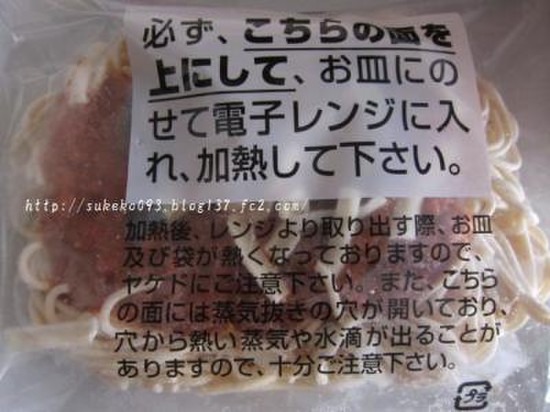 必ず、こちらの面を
上にして、お皿にの
せて電子レンジに入
れ、加熱して下さい。
http://sukeko093.blog137.fc2.com/
加熱後、レンジより取り出す際、お皿
及び袋が熱くなっておりますので、
ヤケドにご注意下さい。また、こちら
の面には蒸気抜きの穴が開いており、
穴から熱い蒸気や水滴が出ることが
ありますので、十分ご注意下さい。
プラ